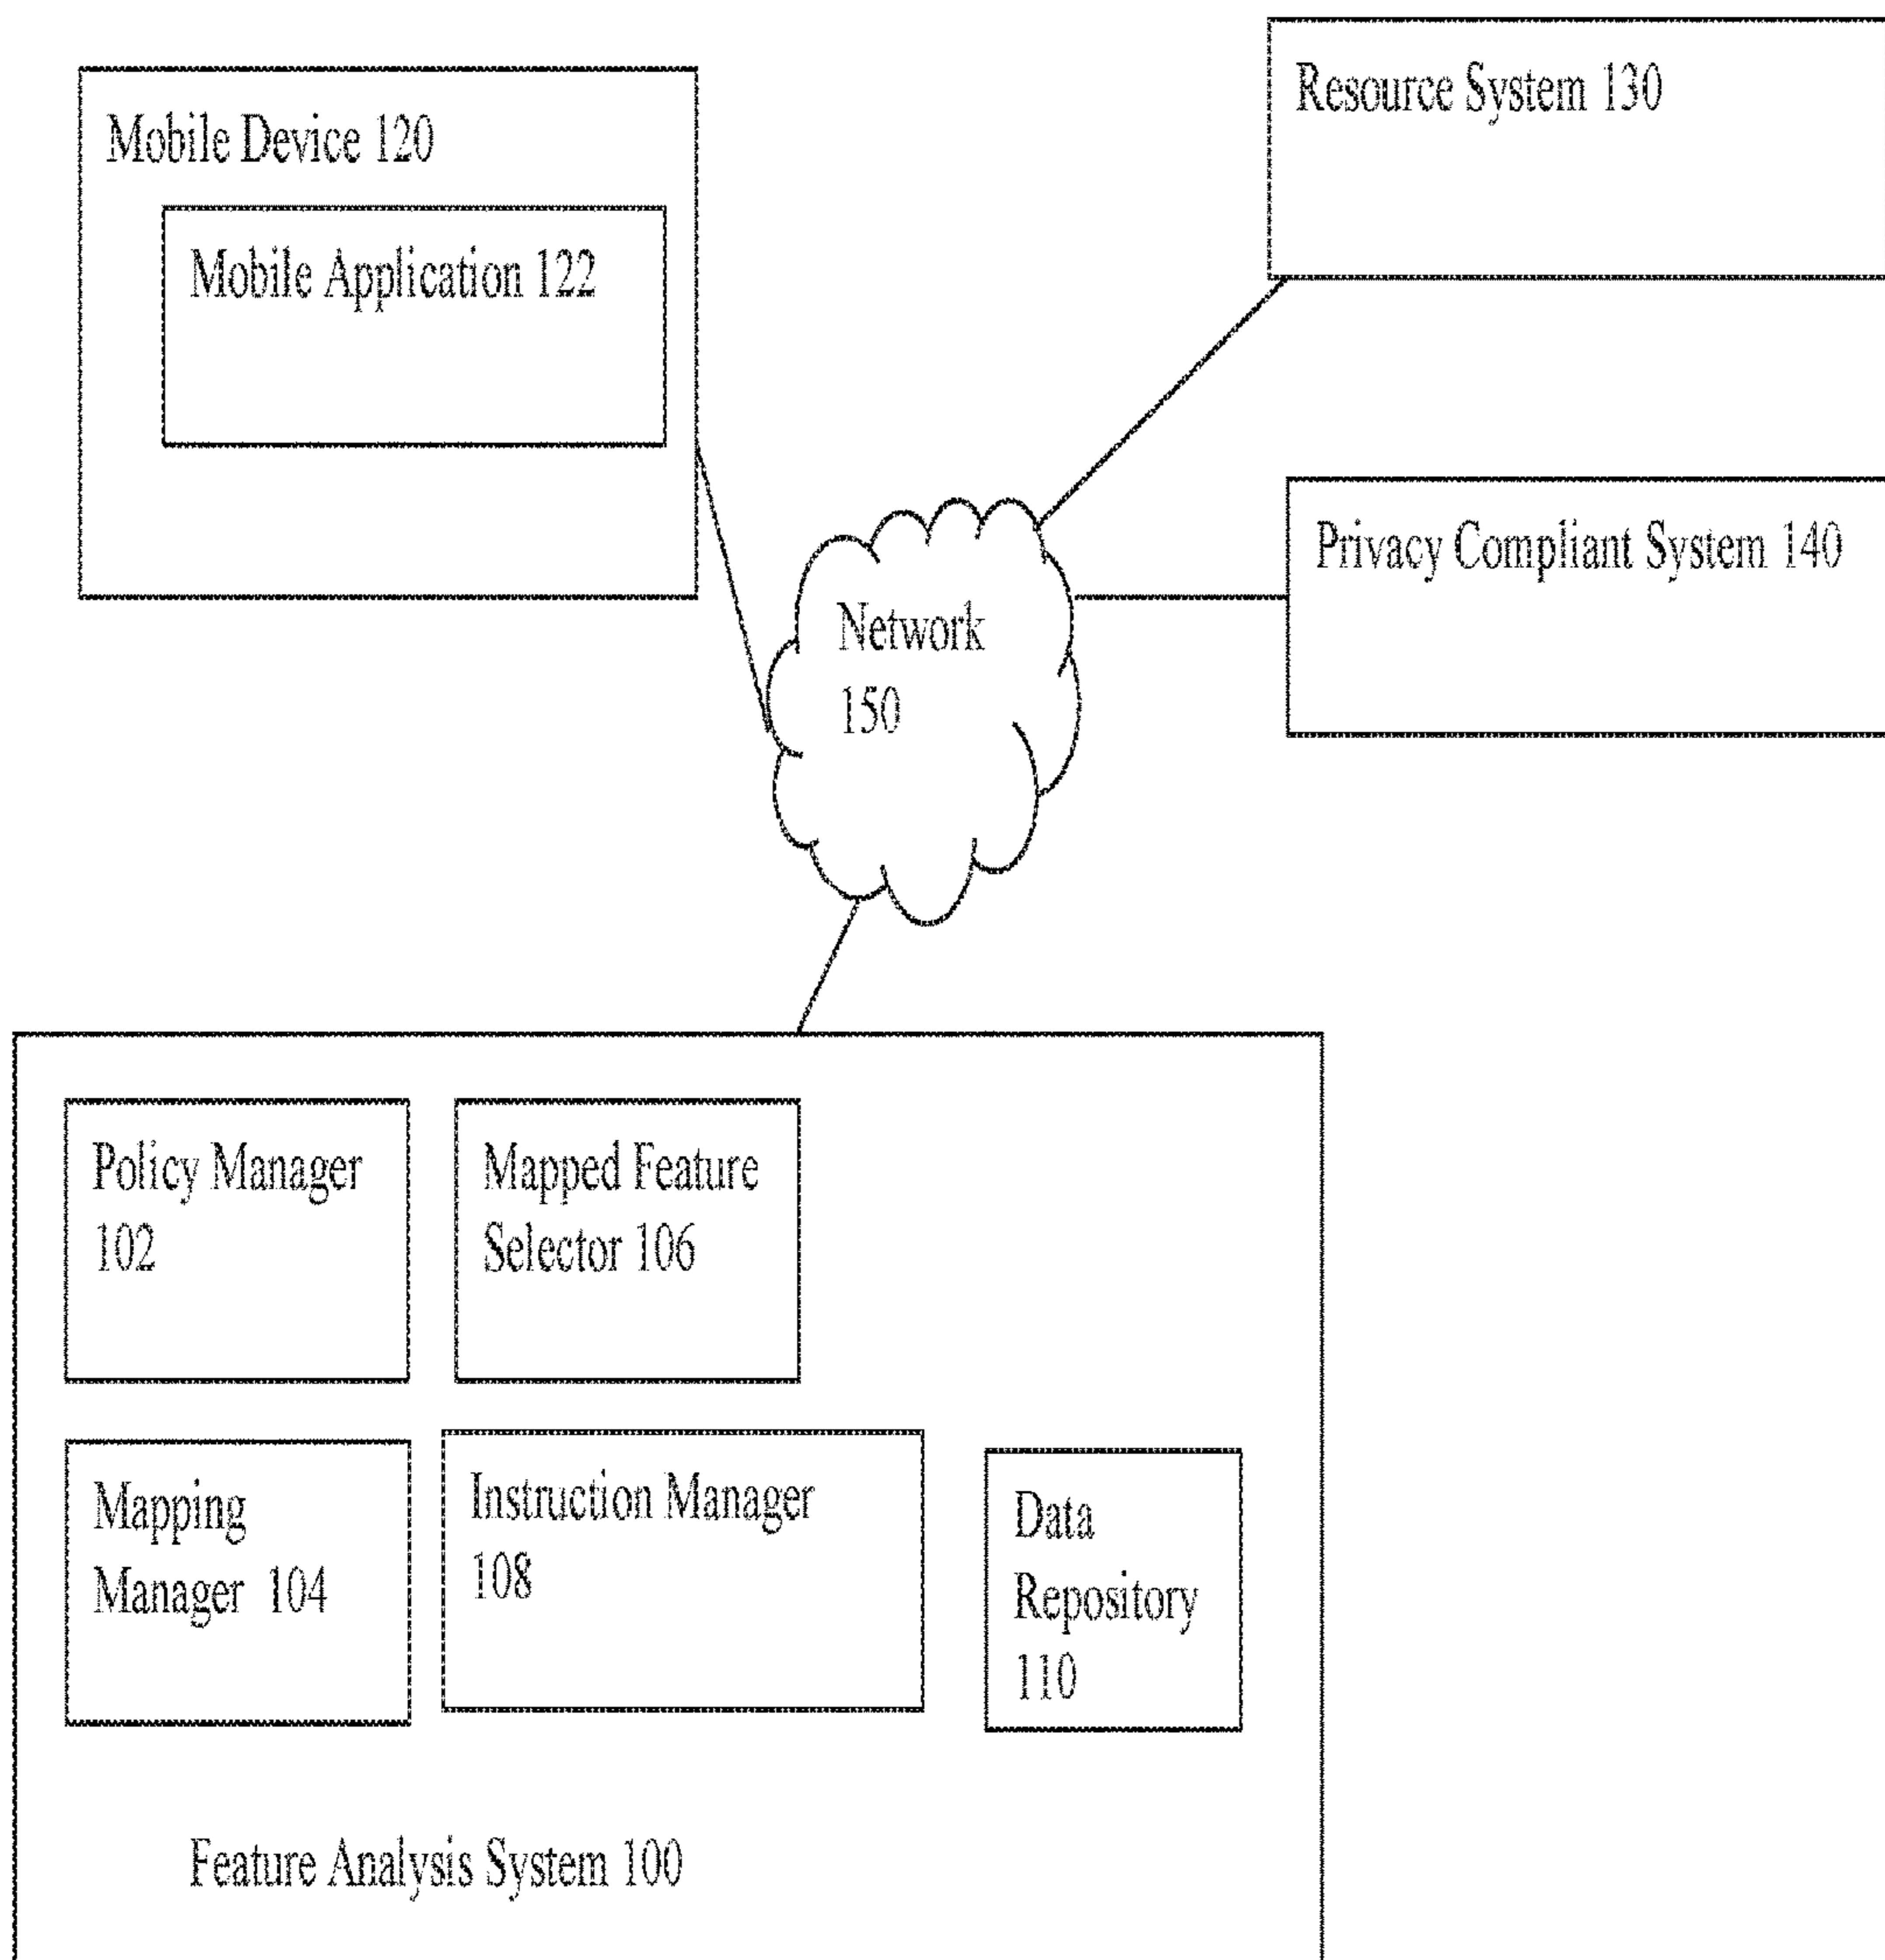 Mobile Device 120
Mobile Application 122
Resource System 130
Privacy Compliant System 140
Network
150
Policy Manager
102
Mapped Feature
Selector 106
Mapping
Manager 104
Instruction Manager
108
Data
Repository
110
Feature Analysis System 100